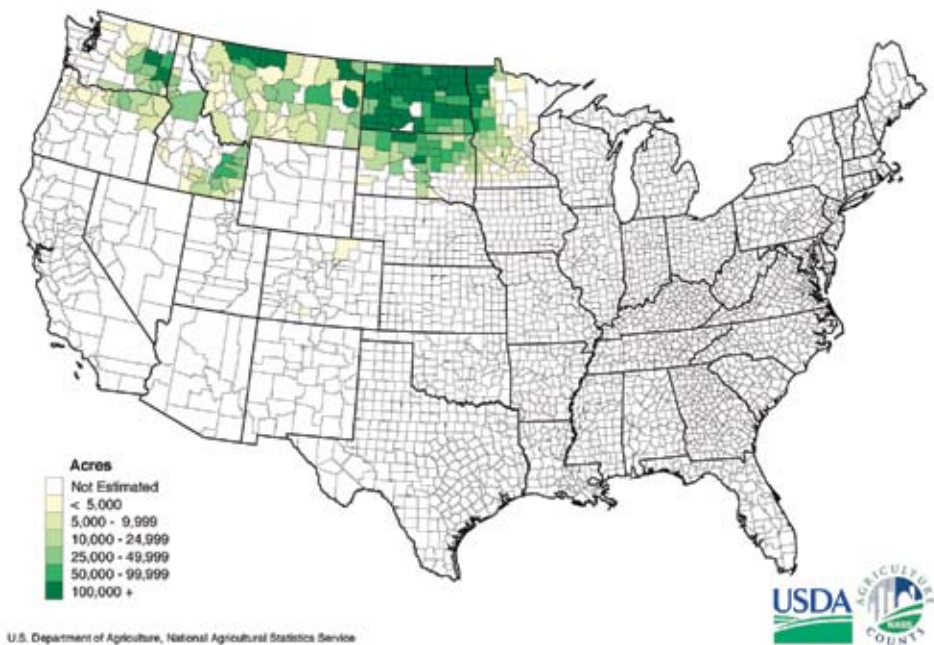 Acres
Not Estimated
< 5,000
5,000 - 9,999
10,000 - 24,999
25,000 - 49,999
50,000 - 99,999
100,000 +
USDA
AGRICULTURE
NASS
COUNTS
U.S. Department of Agriculture, National Agricultural Statistics Service